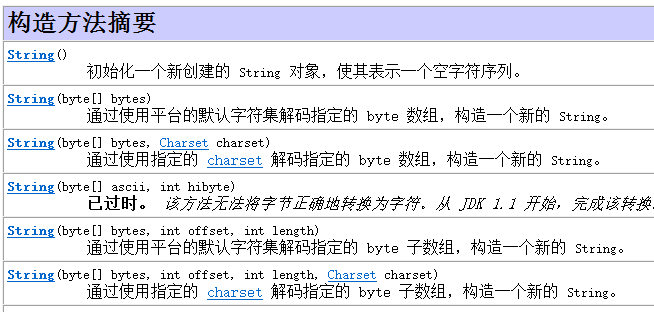 构造方法摘要
String()
初始化一个新创建的 String 对象，使其表示一个空字符序列。
String(byte[] bytes)
通过使用平台的默认字符集解码指定的 byte 数组，构造一个新的 String。
String(byte[] bytes, Charset charset)
通过使用指定的 charset 解码指定的 byte 数组，构造一个新的 String。
String(byte[] ascii, int hibyte)
已过时。 该方法无法将字节正确地转换为字符。从 JDK 1.1 开始，完成该转换
String(byte[] bytes, int offset, int length)
通过使用平台的默认字符集解码指定的 byte 子数组，构造一个新的 String。
String(byte[] bytes, int offset, int length, Charset charset)
通过使用指定的 charset 解码指定的 byte 子数组，构造一个新的 String。